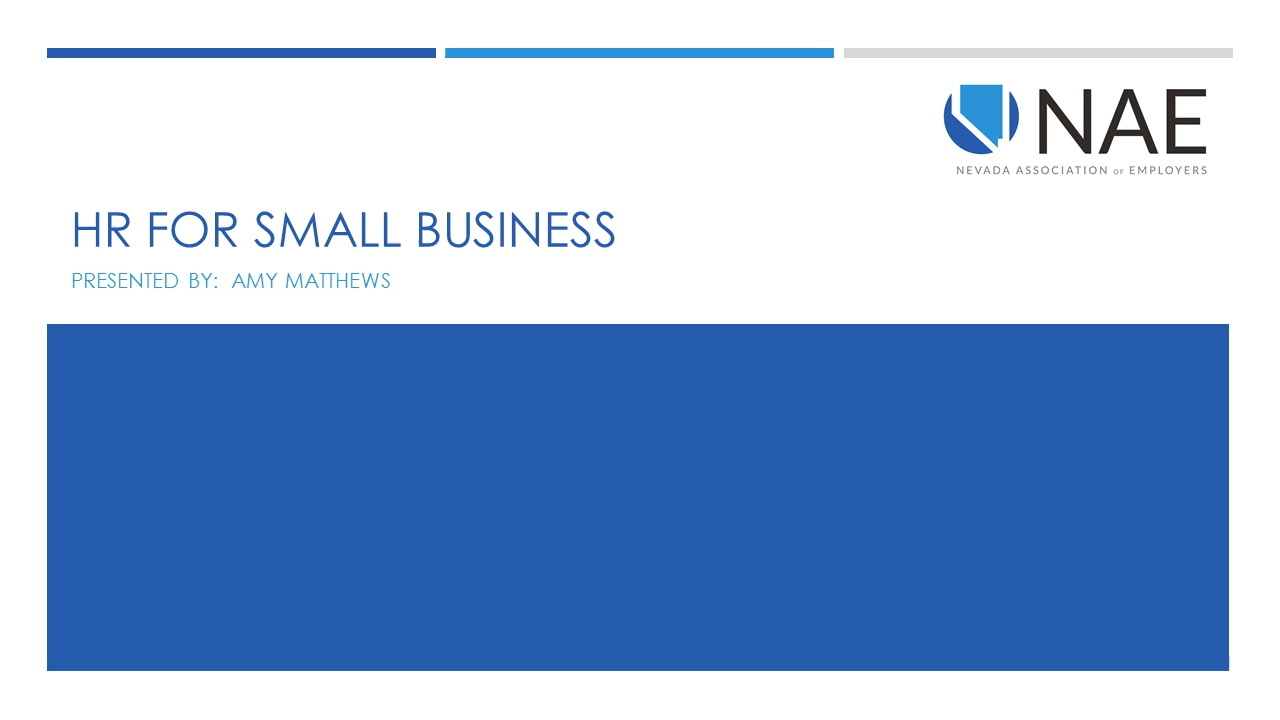 NAE
NEVADA ASSOCIATION OF EMPLOYERS
HR FOR SMALL BUSINESS
PRESENTED BY:  AMY MATTHEWS